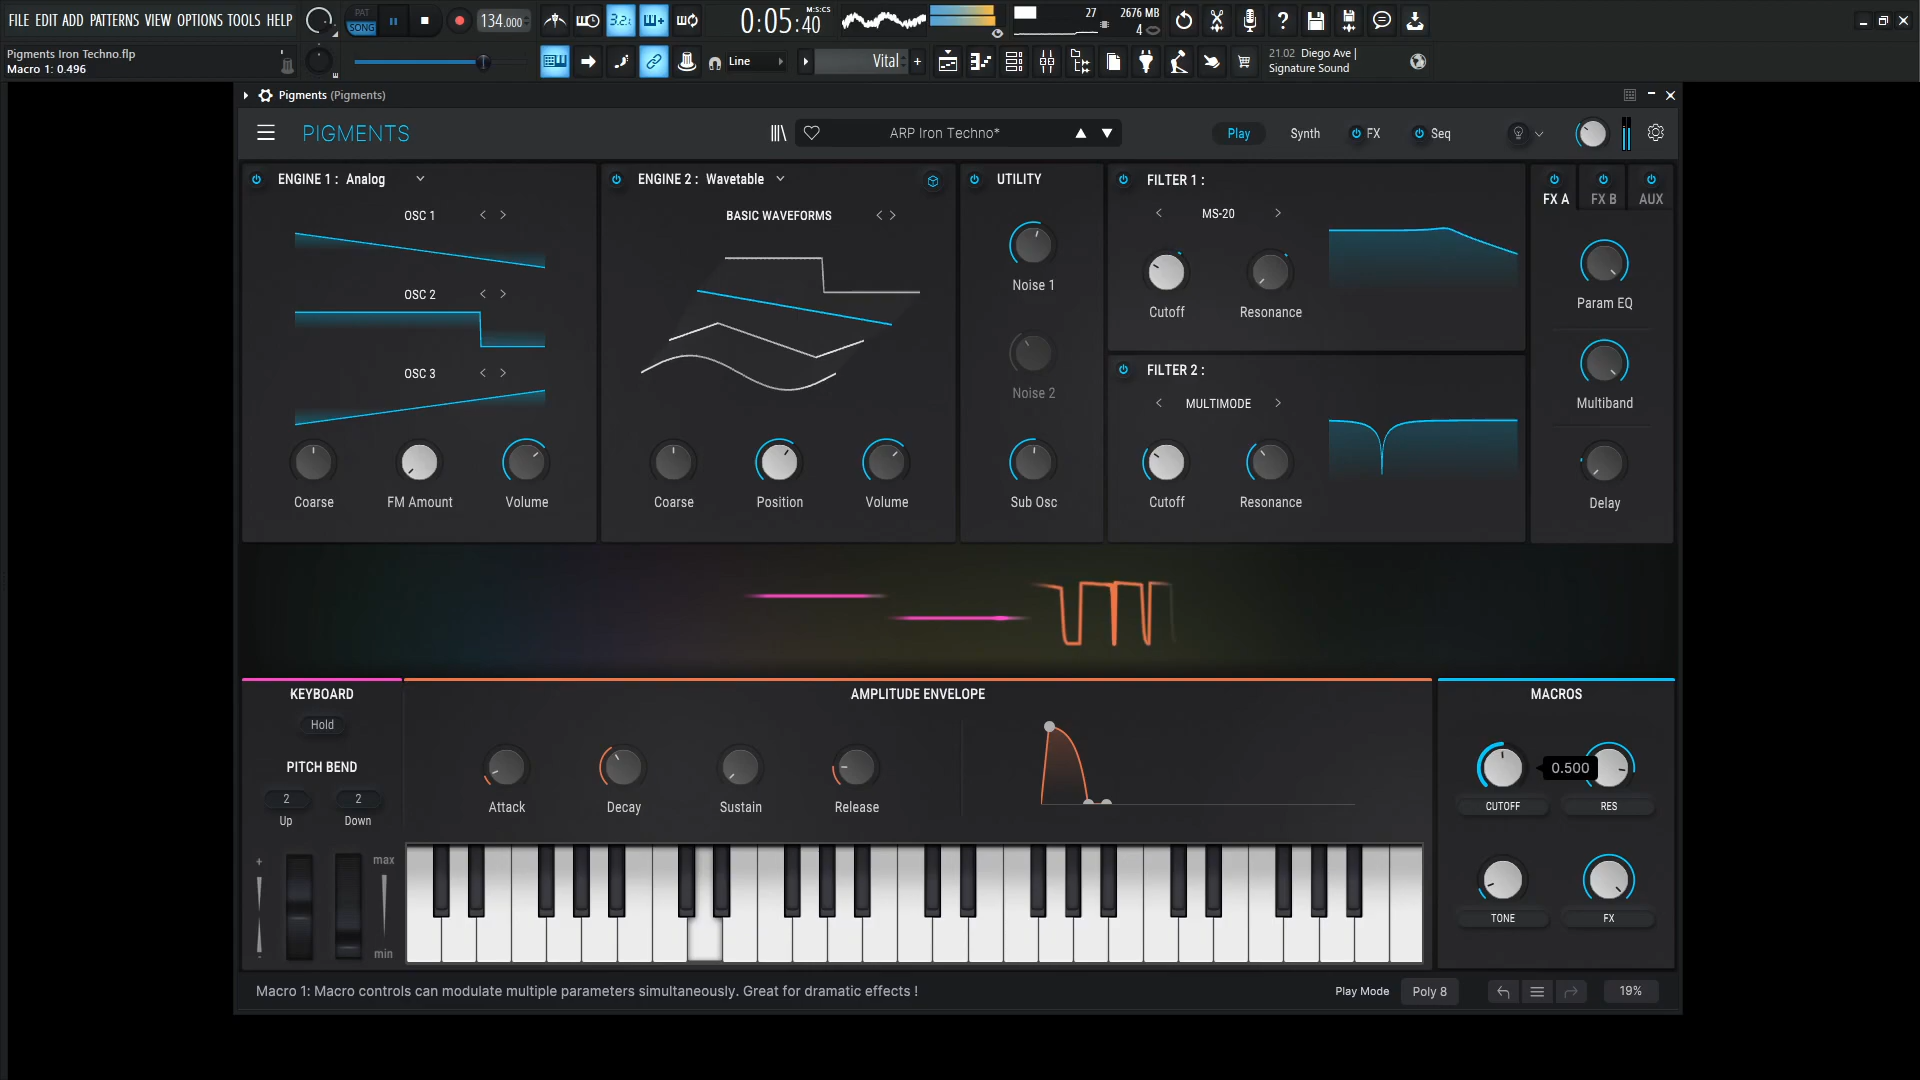 FILE EDIT ADD PATTERNS VIEW OPTIONS TOOLS HELP
PAT
SONG
134.000
3.2.
0:05:40
M:S:CS
27
2676 MB
4
Pigments Iron Techno.flp
Macro 1: 0.496
Line
Vital
21.02 Diego Ave |
Signature Sound
Pigments (Pigments)
PIGMENTS
ARP Iron Techno*
Play
Synth
FX
Seq
ENGINE 1 : Analog
OSC 1
OSC 2
OSC 3
Coarse
FM Amount
Volume
ENGINE 2 : Wavetable
BASIC WAVEFORMS
Coarse
Position
Volume
UTILITY
Noise 1
Noise 2
Sub Osc
FILTER 1 :
MS-20
Cutoff
Resonance
FILTER 2 :
MULTIMODE
Cutoff
Resonance
FX A
FX B
AUX
Param EQ
Multiband
Delay
KEYBOARD
Hold
PITCH BEND
2
2
Up
Down
+
-
max
min
AMPLITUDE ENVELOPE
Attack
Decay
Sustain
Release
MACROS
0.500
CUTOFF
RES
TONE
FX
Macro 1: Macro controls can modulate multiple parameters simultaneously. Great for dramatic effects !
Play Mode
Poly 8
19%